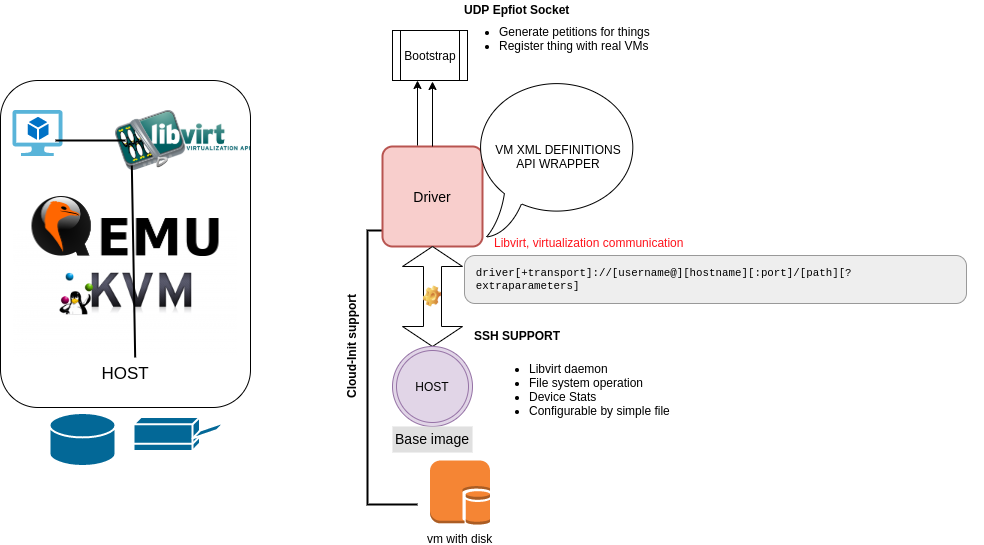 UDP Epfiot Socket
Generate petitions for things
Register thing with real VMs
Bootstrap
libvirt
VIRTUALIZATION API
QEMU
KVM
HOST
VM XML DEFINITIONS
API WRAPPER
Driver
Libvirt, virtualization communication
driver[+transport]://[username@][hostname][:port]/[path][?
extraparameters]
Cloud-Init support
SSH SUPPORT
HOST
Libvirt daemon
File system operation
Device Stats
Configurable by simple file
Base image
vm with disk